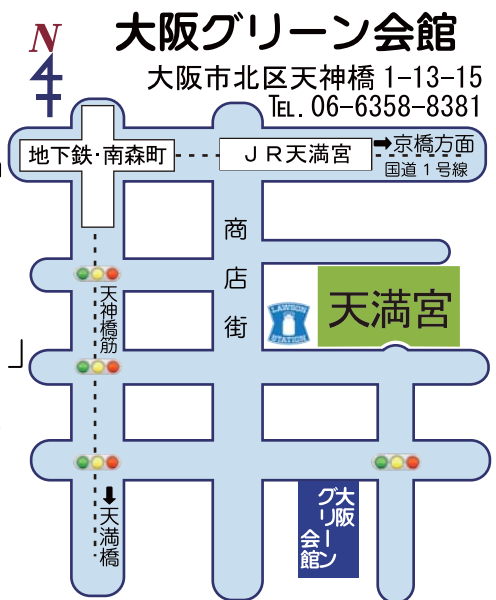 大阪グリーン会館
N
大阪市北区天神橋 1-13-15
TEL. 06-6358-8381
地下鉄・南森町
JR天満宮
➡京橋方面
国道1号線
商店街
天神橋筋
LAWSON
STATION
天満宮
⬇天満橋
大阪
グリーン
会館